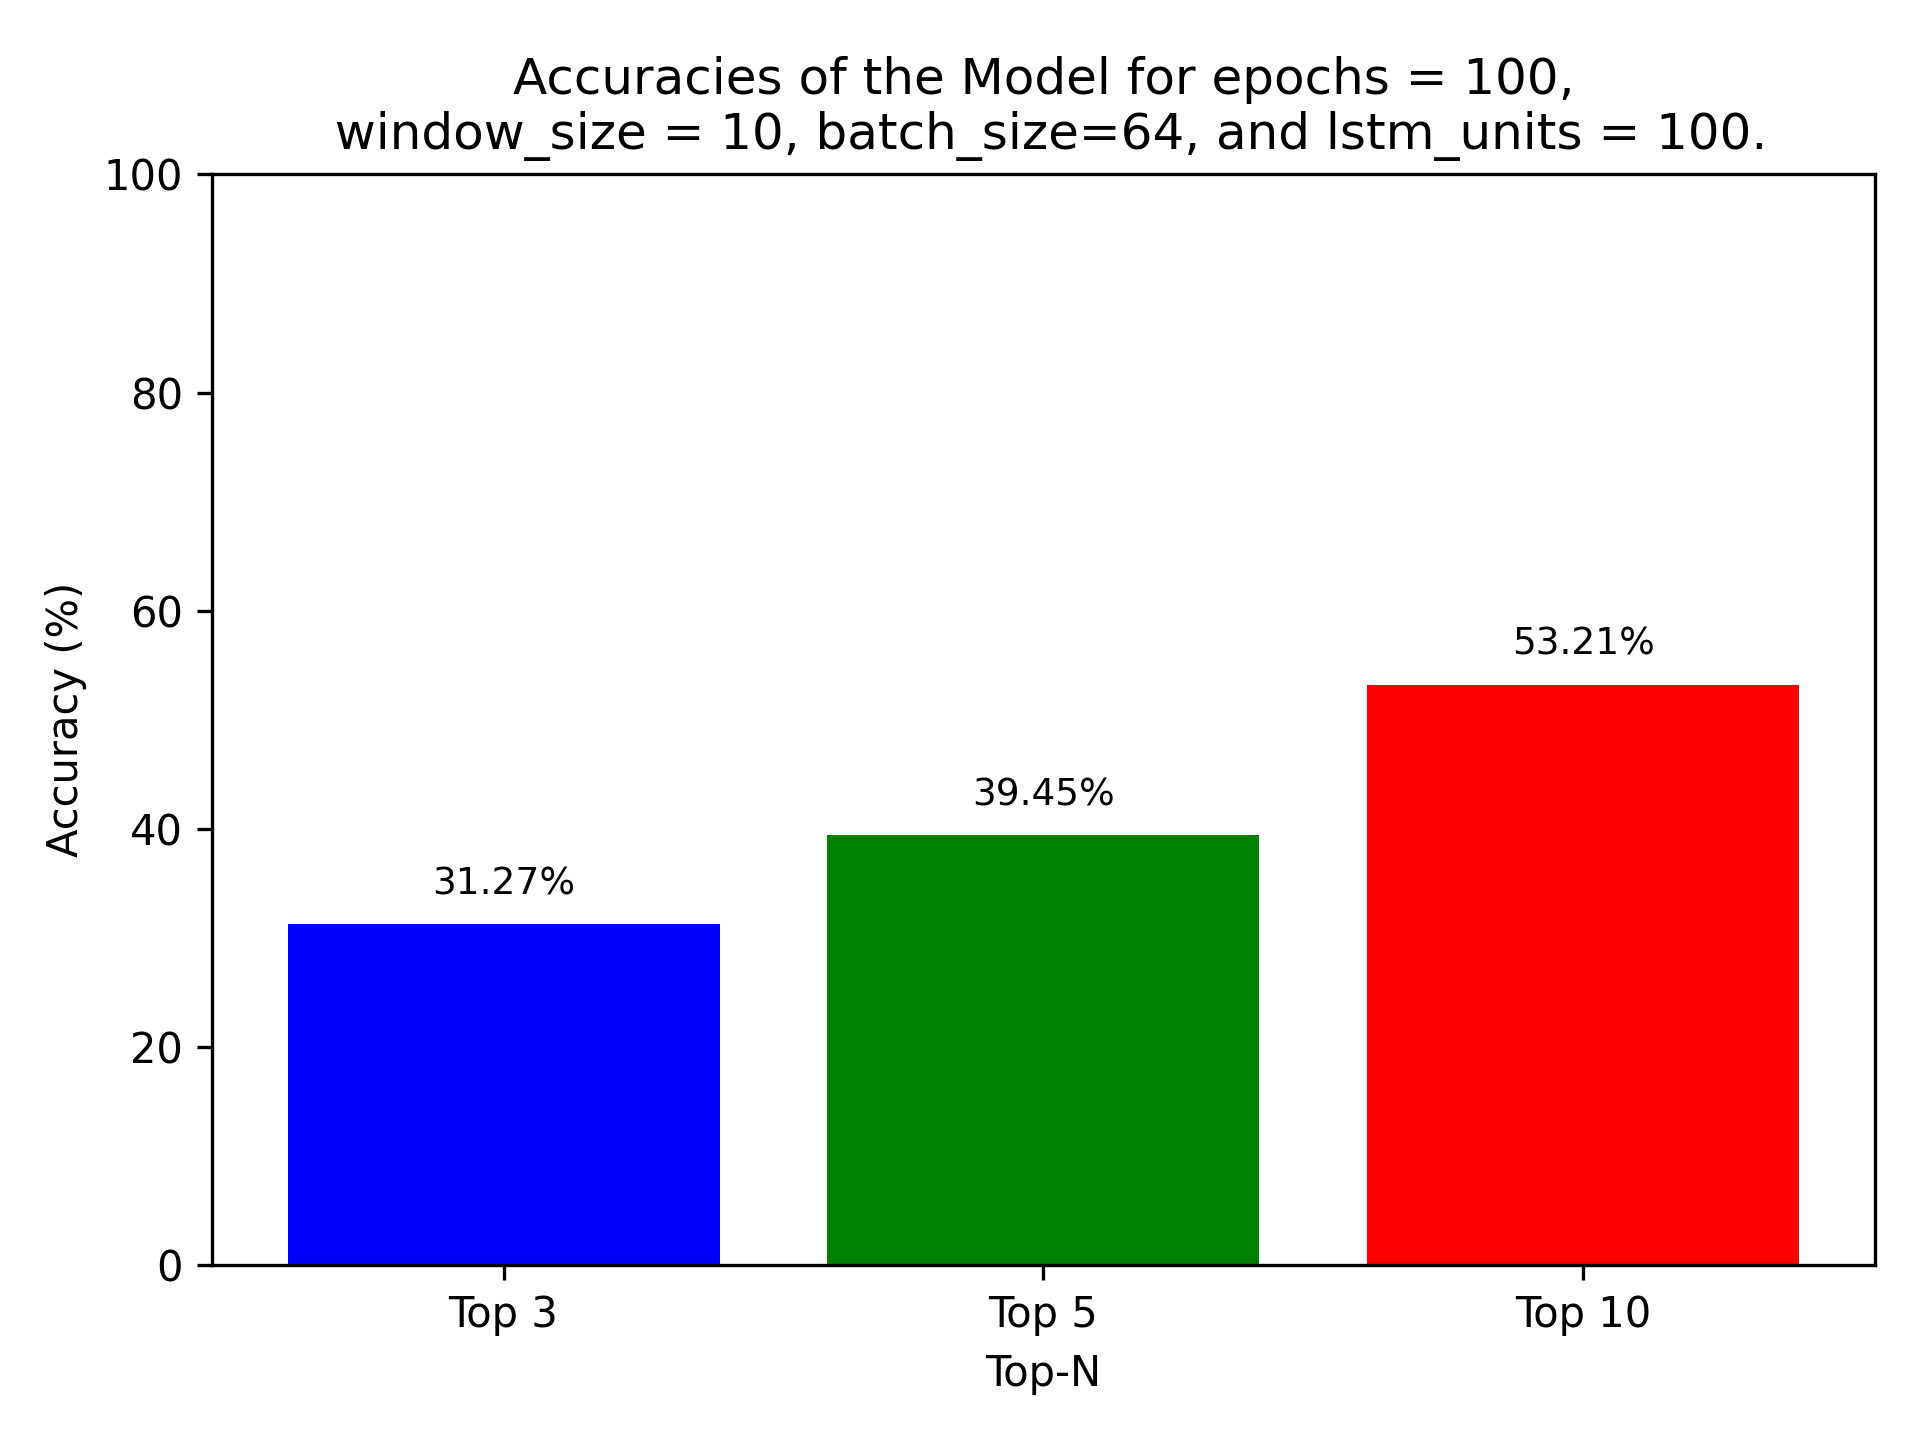 Accuracies of the Model for epochs = 100,
window_size = 10, batch_size=64, and lstm_units = 100.
100
80
60
40
20
0
Accuracy (%)
31.27%
39.45%
53.21%
Top 3
Top 5
Top 10
Top-N